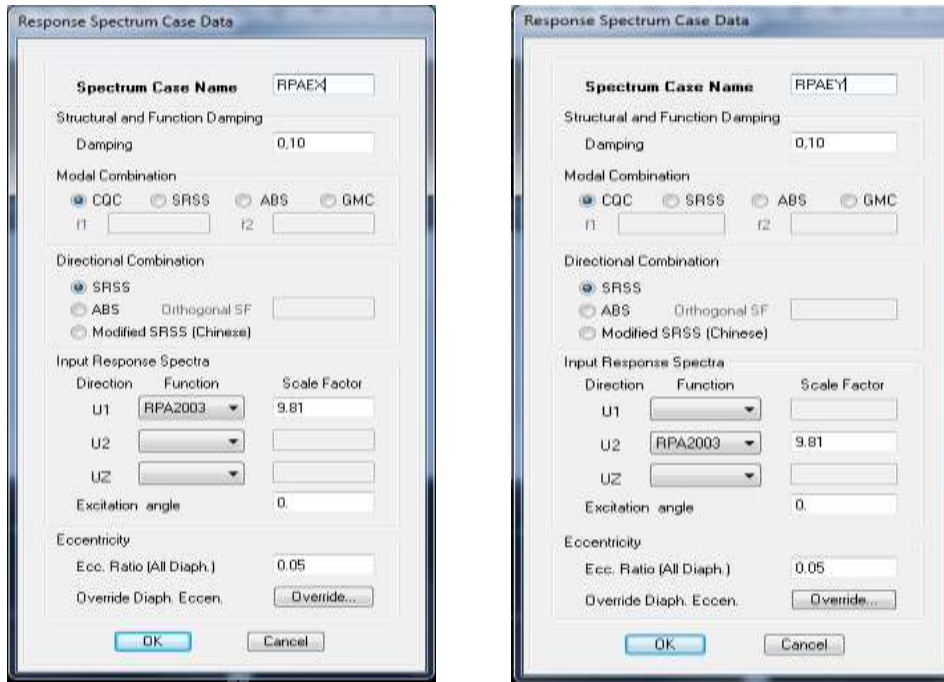 Response Spectrum Case Data
Spectrum Case Name RPAEX
Structural and Function Damping
Damping 0,10
Modal Combination
CQC SRSS ABS GMC
f1 f2
Directional Combination
SRSS
ABS Orthogonal SF
Modified SRSS (Chinese)
Input Response Spectra
Direction Function Scale Factor
U1 RPA2003 9.81
U2
UZ
Excitation angle 0.
Eccentricity
Ecc. Ratio (All Diaph.) 0.05
Override Diaph. Eccen. Override...
OK Cancel
Response Spectrum Case Data
Spectrum Case Name RPAEY
Structural and Function Damping
Damping 0,10
Modal Combination
CQC SRSS ABS GMC
f1 f2
Directional Combination
SRSS
ABS Orthogonal SF
Modified SRSS (Chinese)
Input Response Spectra
Direction Function Scale Factor
U1
U2 RPA2003 9.81
UZ
Excitation angle 0.
Eccentricity
Ecc. Ratio (All Diaph.) 0.05
Override Diaph. Eccen. Override...
OK Cancel